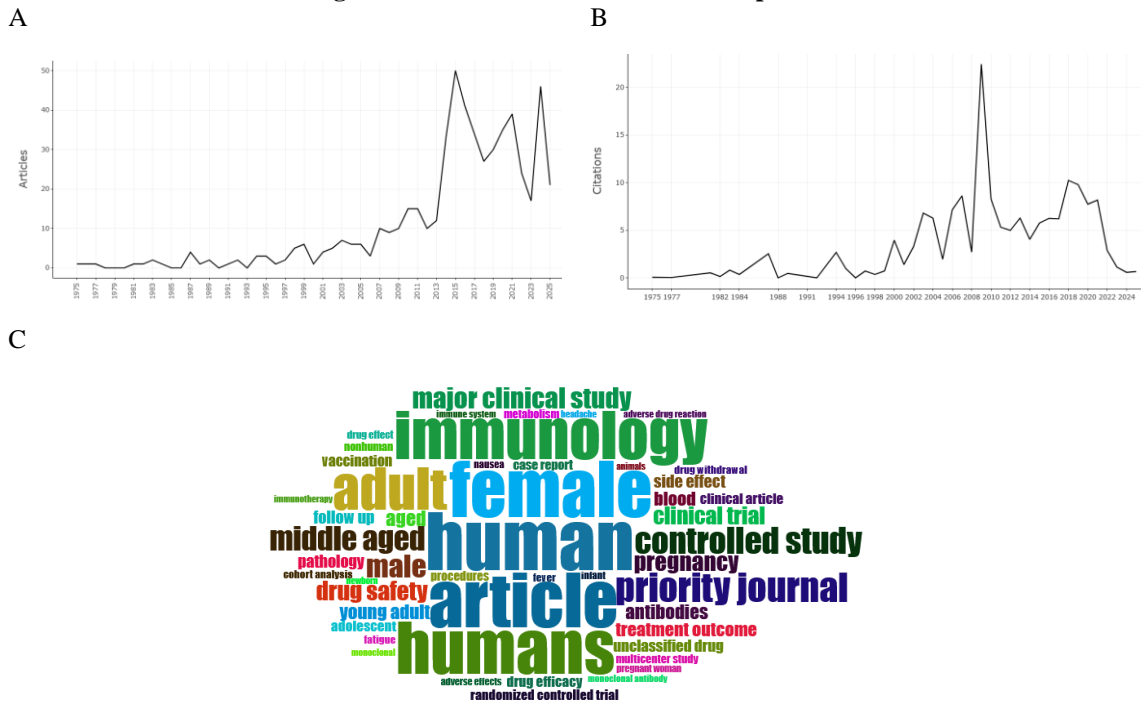 A
B
50
40
30
20
10
0
Articles
1975
1977
1979
1981
1983
1985
1987
1989
1991
1993
1995
1997
1999
2001
2003
2005
2007
2009
2011
2013
2015
2017
2019
2021
2023
2025
20
15
10
5
0
Citations
1975 1977 1982 1984 1988 1991 1994 1996 1998 2000 2002 2004 2006 2008 2010 2012 2014 2016 2018 2020 2022 2024
C
major clinical study
immune system metabolism headache adverse drug reaction
drug effect immunology
nonhuman
vaccination nausea case report animals drug withdrawal
adult female side effect
immunotherapy blood clinical article
follow up aged clinical trial
middle aged human controlled study
pathology male pregnancy
cohort analysis procedures fever infant
newborn
drug safety article priority journal
young adult antibodies
adolescent treatment outcome
fatigue humans unclassified drug
monoclonal multicenter study
pregnant woman
adverse effects drug efficacy monoclonal antibody
randomized controlled trial